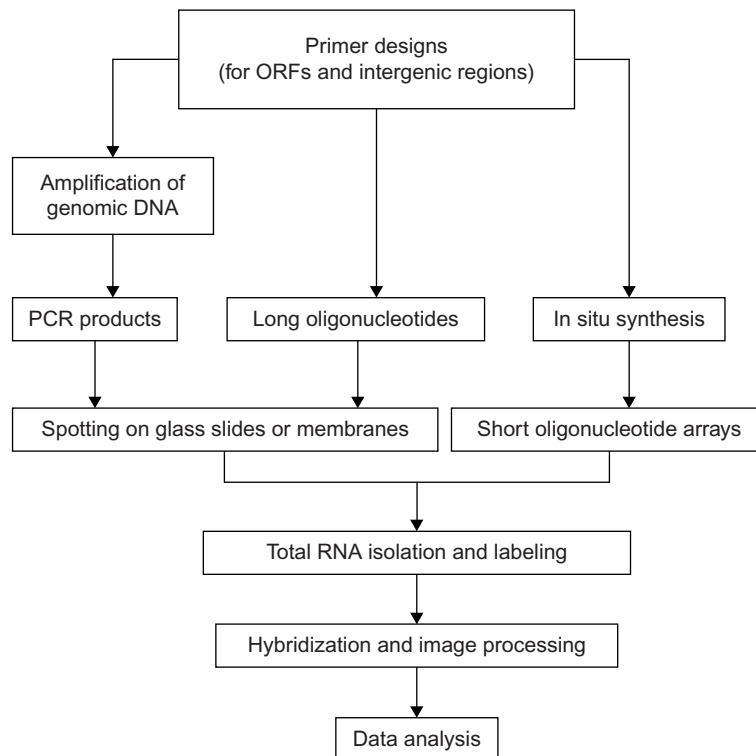 Primer designs
(for ORFs and intergenic regions)
Amplification of
genomic DNA
PCR products
Long oligonucleotides
In situ synthesis
Spotting on glass slides or membranes
Short oligonucleotide arrays
Total RNA isolation and labeling
Hybridization and image processing
Data analysis